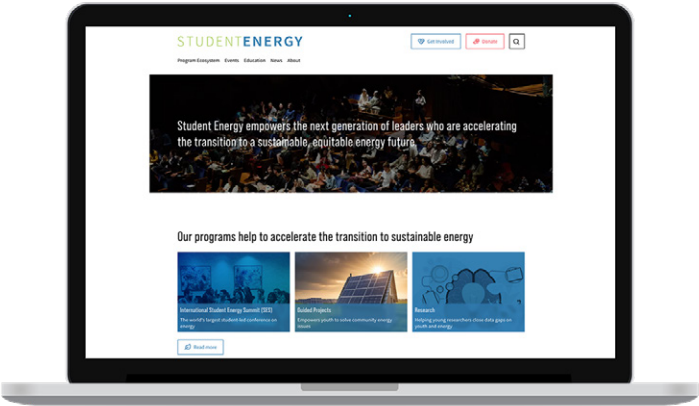 STUDENTENERGY
Get Involved
Donate
Program Ecosystem Events Education News About
Student Energy empowers the next generation of leaders who are accelerating
the transition to a sustainable, equitable energy future.
Our programs help to accelerate the transition to sustainable energy
International Student Energy Summit (SES)
The world's largest student-led conference on
energy
Guided Projects
Empowers youth to solve community energy
issues
Research
Helping young researchers close data gaps on
youth and energy
Read more